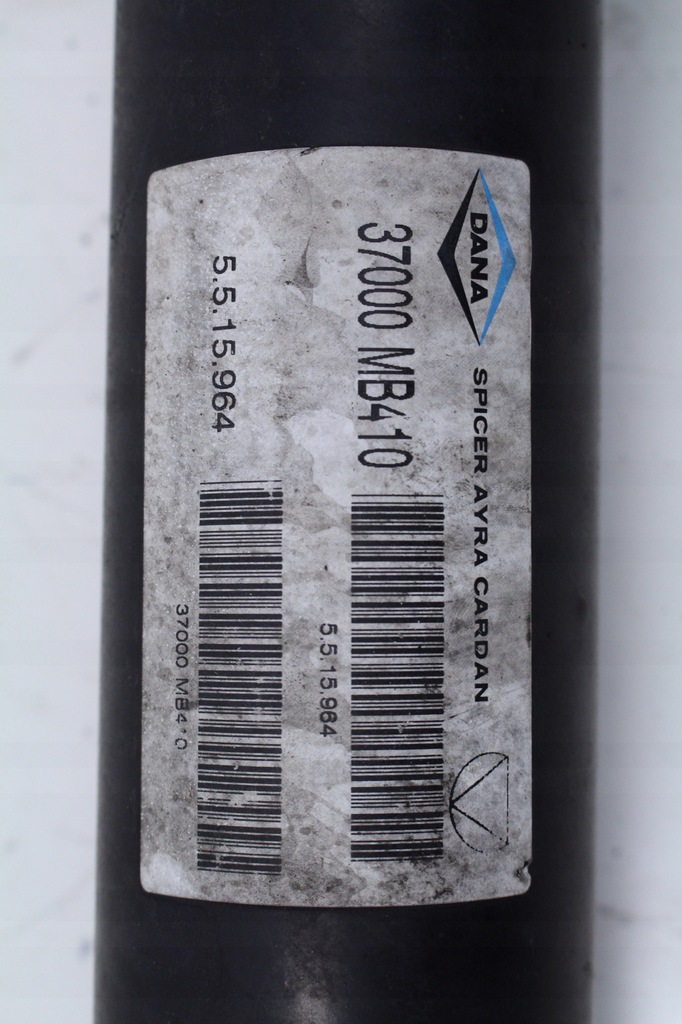 DANA
SPICER AYRA CARDAN
37000 MB410
5.5.15.964
5.5.15.964
37000 MB410